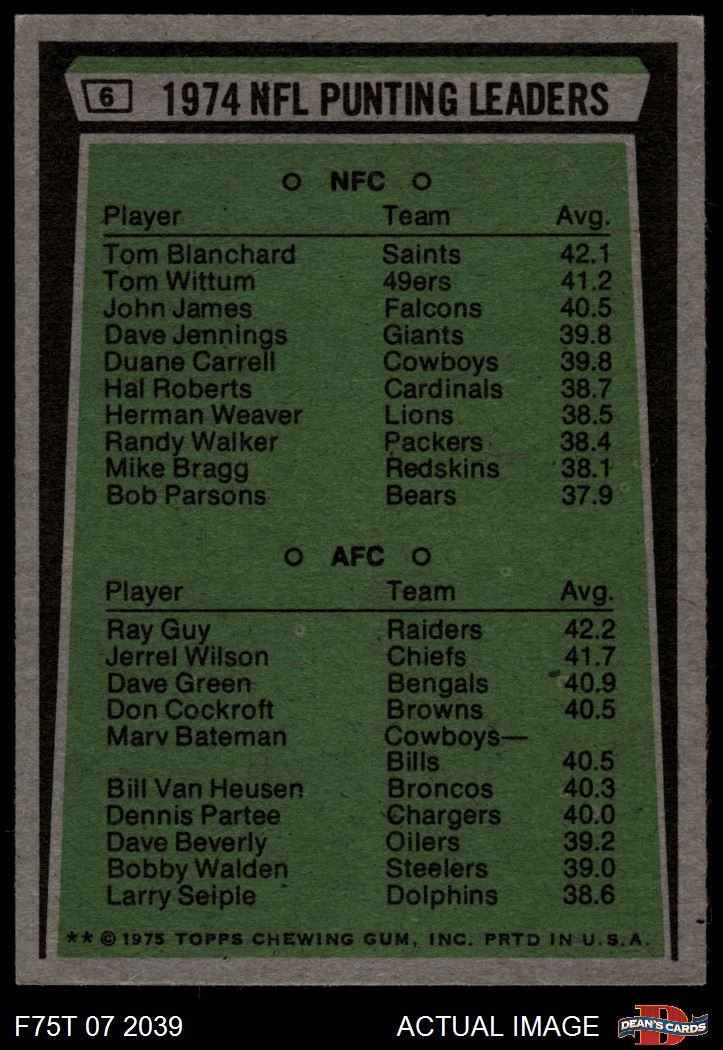 6 1974 NFL PUNTING LEADERS
NFC
Player Team Avg.
Tom Blanchard Saints 42.1
Tom Wittum 49ers 41.2
John James Falcons 40.5
Dave Jennings Giants 39.8
Duane Carrell Cowboys 39.8
Hal Roberts Cardinals 38.7
Herman Weaver Lions 38.5
Randy Walker Packers 38.4
Mike Bragg Redskins 38.1
Bob Parsons Bears 37.9
AFC
Player Team Avg.
Ray Guy Raiders 42.2
Jerrel Wilson Chiefs 41.7
Dave Green Bengals 40.9
Don Cockroft Browns 40.5
Marv Bateman Cowboys—
Bills 40.5
Bill Van Heusen Broncos 40.3
Dennis Partee Chargers 40.0
Dave Beverly Oilers 39.2
Bobby Walden Steelers 39.0
Larry Seiple Dolphins 38.6
** © 1975 TOPPS CHEWING GUM, INC. PRTD IN U.S.A.
F75T 07 2039 ACTUAL IMAGE D DEAN'S CARDS